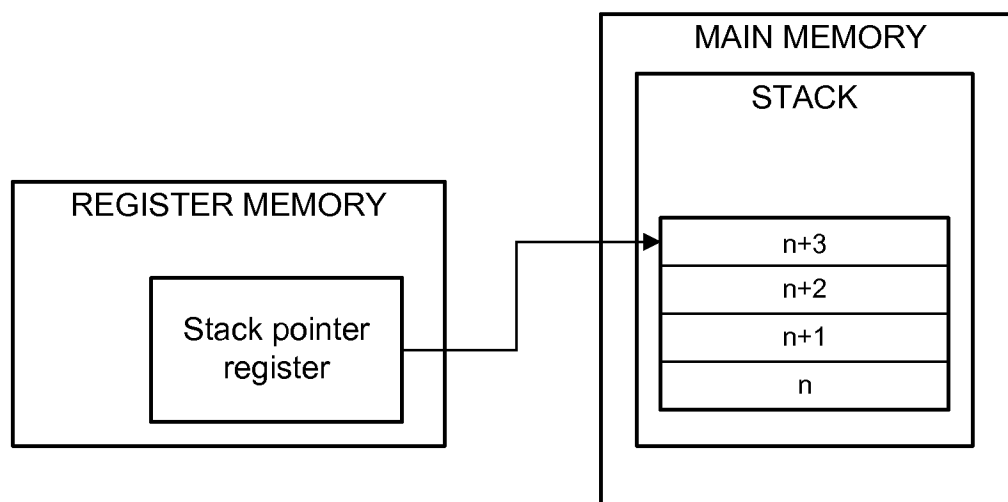 MAIN MEMORY
STACK
REGISTER MEMORY
Stack pointer
register
n+3
n+2
n+1
n